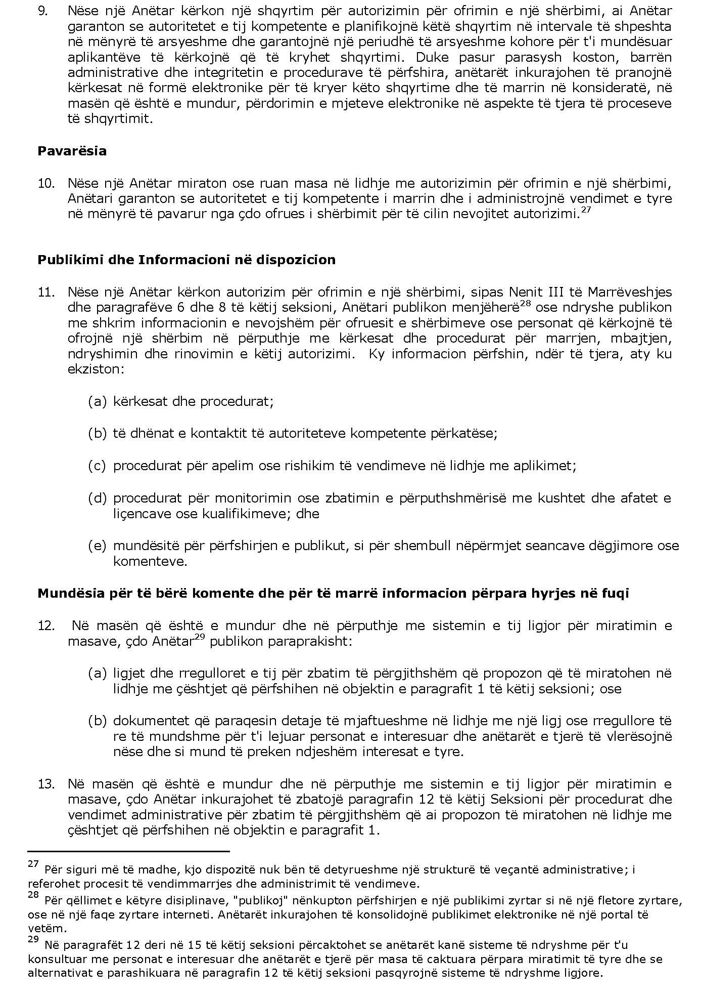 9. Nëse një Anëtar kërkon një shqyrtim për autorizimin për ofrimin e një shërbimi, ai Anëtar
garanton se autoritetet e tij kompetente e planifikojnë këtë shqyrtim në intervale të shpeshta
në mënyrë të arsyeshme dhe garantojnë një periudhë të arsyeshme kohore për t'i mundësuar
aplikantëve të kërkojnë që të kryhet shqyrtimi. Duke pasur parasysh koston, barrën
administrative dhe integritetin e procedurave të përfshira, anëtarët inkurajohen të pranojnë
kërkesat në formë elektronike për të kryer këto shqyrtime dhe të marrin në konsideratë, në
masën që është e mundur, përdorimin e mjeteve elektronike në aspekte të tjera të proceseve
të shqyrtimit.
Pavarësia
10. Nëse një Anëtar miraton ose ruan masa në lidhje me autorizimin për ofrimin e një shërbimi,
Anëtari garanton se autoritetet e tij kompetente i marrin dhe i administrojnë vendimet e tyre
në mënyrë të pavarur nga çdo ofrues i shërbimit për të cilin nevojitet autorizimi.27
Publikimi dhe Informacioni në dispozicion
11. Nëse një Anëtar kërkon autorizim për ofrimin e një shërbimi, sipas Nenit III të Marrëveshjes
dhe paragrafëve 6 dhe 8 të këtij seksioni, Anëtari publikon menjëherë28 ose ndryshe publikon
me shkrim informacionin e nevojshëm për ofruesit e shërbimeve ose personat që kërkojnë të
ofrojnë një shërbim në përputhje me kërkesat dhe procedurat për marrjen, mbajtjen,
ndryshimin dhe rinovimin e këtij autorizimi. Ky informacion përfshin, ndër të tjera, aty ku
ekziston:
(a) kërkesat dhe procedurat;
(b) të dhënat e kontaktit të autoriteteve kompetente përkatëse;
(c) procedurat për apelim ose rishikim të vendimeve në lidhje me aplikimet;
(d) procedurat për monitorimin ose zbatimin e përputhshmërisë me kushtet dhe afatet e
liçencave ose kualifikimeve; dhe
(e) mundësitë për përfshirjen e publikut, si për shembull nëpërmjet seancave dëgjimore ose
komenteve.
Mundësia për të bërë komente dhe për të marrë informacion përpara hyrjes në fuqi
12. Në masën që është e mundur dhe në përputhje me sistemin e tij ligjor për miratimin e
masave, çdo Anëtar29 publikon paraprakisht:
(a) ligjet dhe rregulloret e tij për zbatim të përgjithshëm që propozon që të miratohen në
lidhje me çështjet që përfshihen në objektin e paragrafit 1 të këtij seksioni; ose
(b) dokumentet që paraqesin detaje të mjaftueshme në lidhje me një ligj ose rregullore të
re të mundshme për t'i lejuar personat e interesuar dhe anëtarët e tjerë të vlerësojnë
nëse dhe si mund të preken ndjeshëm interesat e tyre.
13. Në masën që është e mundur dhe në përputhje me sistemin e tij ligjor për miratimin e
masave, çdo Anëtar inkurajohet të zbatojë paragrafin 12 të këtij Seksioni për procedurat dhe
vendimet administrative për zbatim të përgjithshëm që ai propozon të miratohen në lidhje me
çështjet që përfshihen në objektin e paragrafit 1.
27 Për siguri më të madhe, kjo dispozitë nuk bën të detyrueshme një strukturë të veçantë administrative; i
referohet procesit të vendimmarrjes dhe administrimit të vendimeve.
28 Për qëllimet e këtyre disiplinave, "publikoj" nënkupton përfshirjen e një publikimi zyrtar si në një fletore zyrtare,
ose në një faqe zyrtare interneti. Anëtarët inkurajohen të konsolidojnë publikimet elektronike në një portal të
vetëm.
29 Në paragrafët 12 deri në 15 të këtij seksioni përcaktohet se anëtarët kanë sisteme të ndryshme për t'u
konsultuar me personat e interesuar dhe anëtarët e tjerë për masa të caktuara përpara miratimit të tyre dhe se
alternativat e parashikuara në paragrafin 12 të këtij seksioni pasqyrojnë sisteme të ndryshme ligjore.